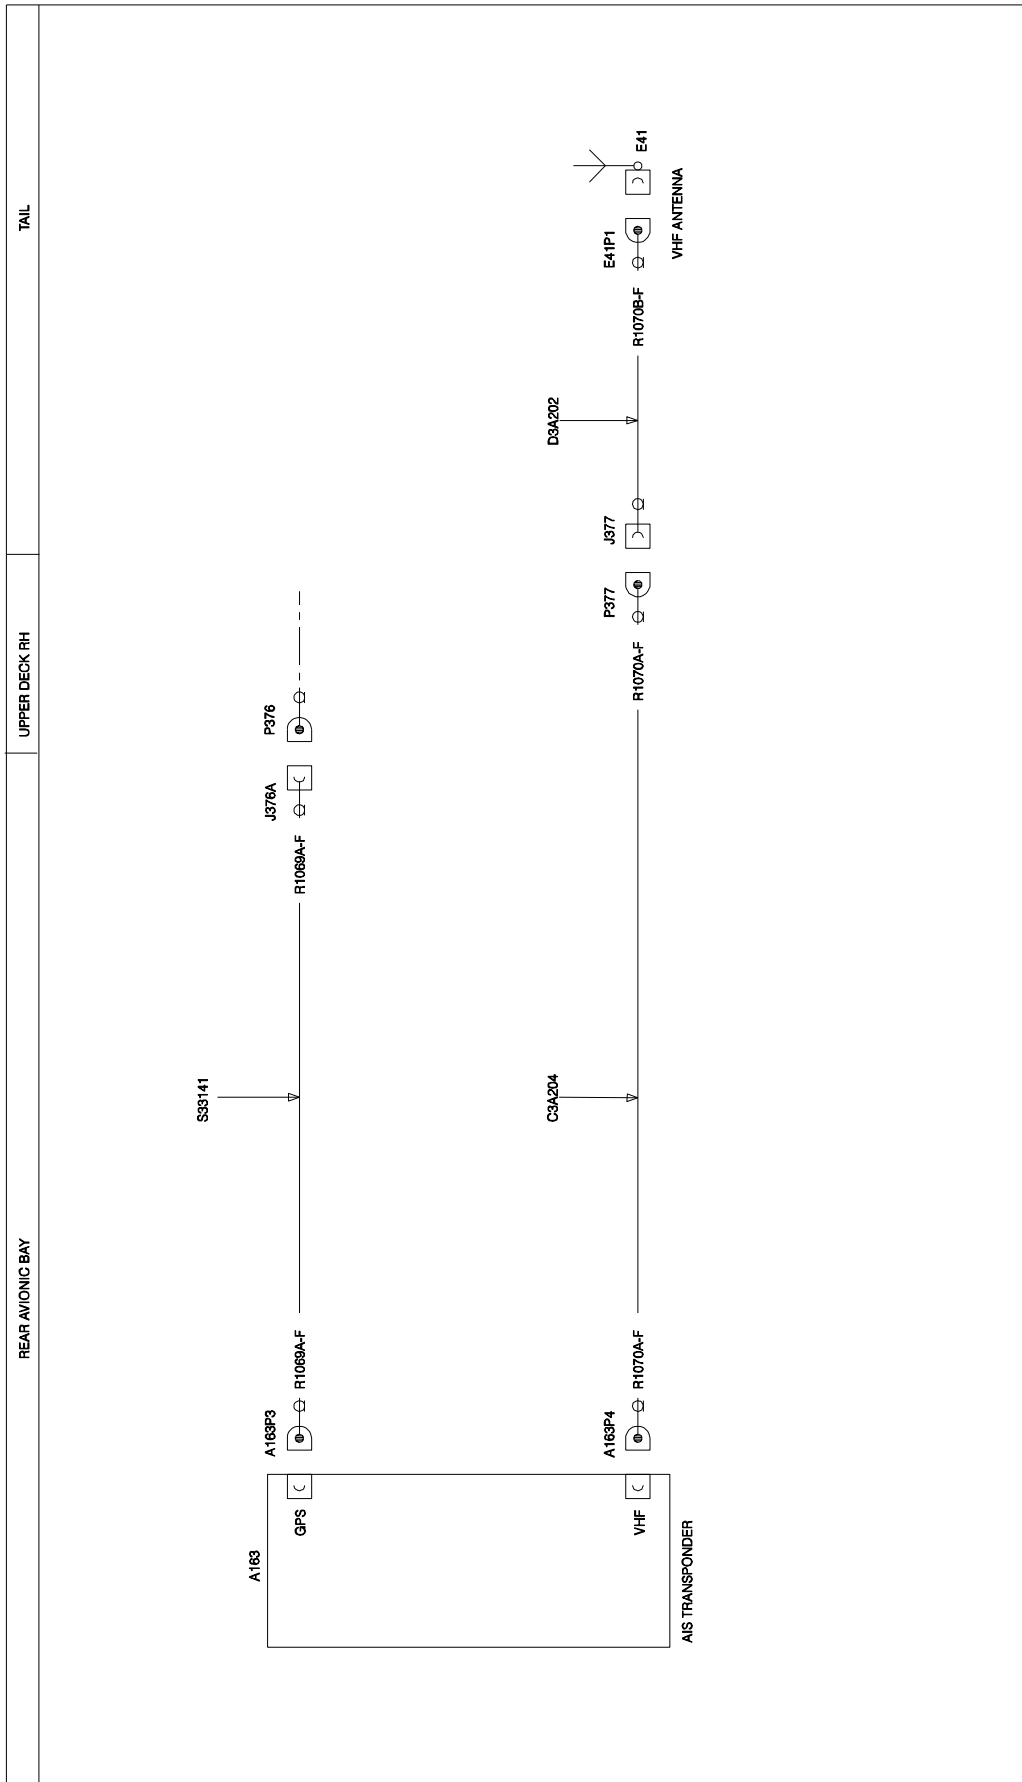 REAR AVIONIC BAY
UPPER DECK RH
TAIL
S33141
A163
A163P3
J376A
P376
GPS
R1069A-F
R1069A-F
C3A204
D3A202
A163P4
P377
J377
E41P1
VHF
R1070A-F
R1070A-F
R1070B-F
E41
VHF ANTENNA
AIS TRANSPONDER